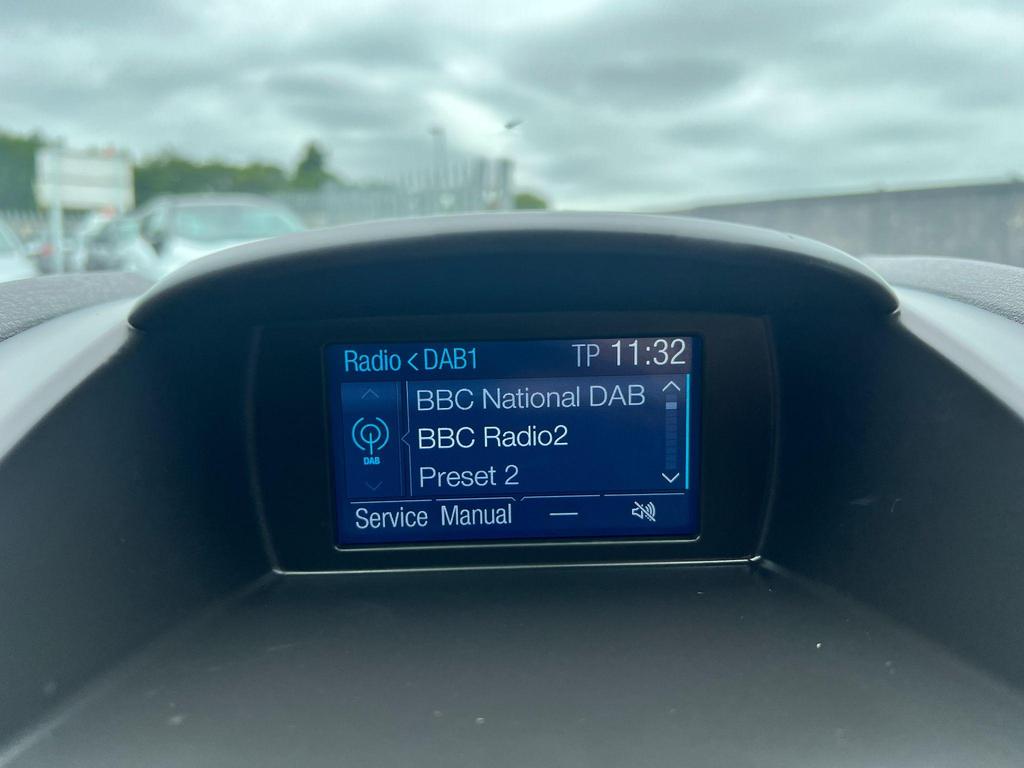 Radio < DAB1 TP 11:32
BBC National DAB
BBC Radio2
DAB
Preset 2
Service Manual —